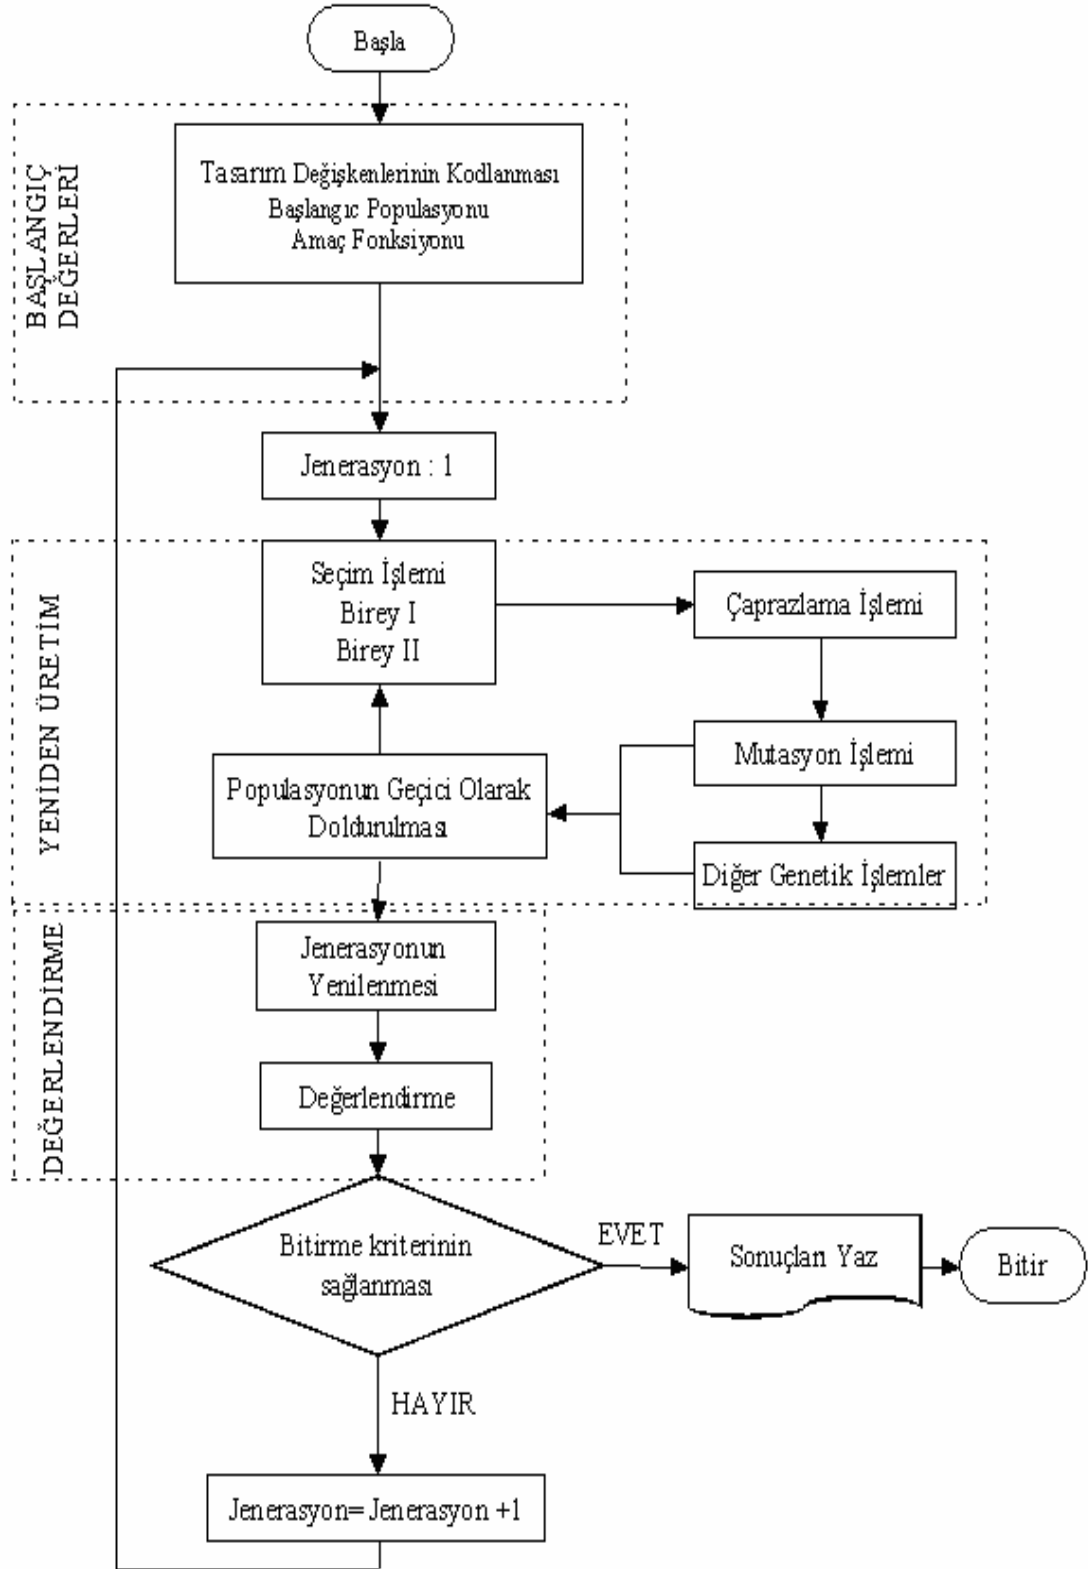 Başla
BAŞLANGIÇ
DEĞERLERİ
Tasarım Değişkenlerinin Kodlanması
Başlangıc Populasyonu
Amaç Fonksiyonu
Jenerasyon : 1
YENİDEN ÜRETİM
Seçim İşlemi
Birey I
Birey II
Çaprazlama İşlemi
Mutasyon İşlemi
Populasyonun Geçici Olarak
Doldurulması
Diğer Genetik İşlemler
DEĞERLENDİRME
Jenerasyonun
Yenilenmesi
Değerlendirme
Bitirme kriterinin
sağlanması
EVET
Sonuçları Yaz
Bitir
HAYIR
Jenerasyon= Jenerasyon +1